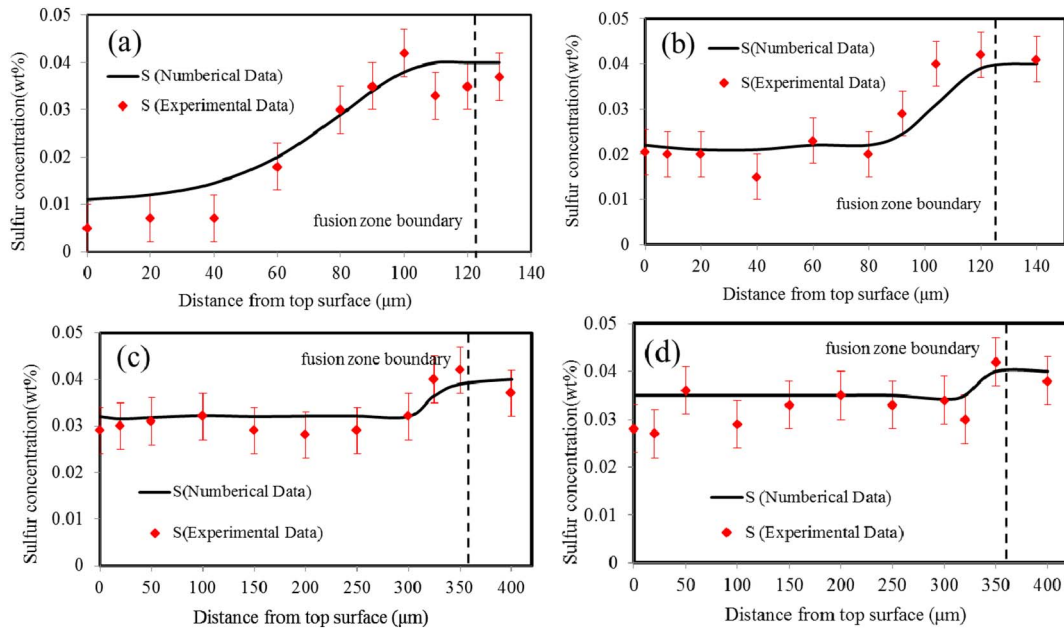 (a)
S (Numberical Data)
S (Experimental Data)
fusion zone boundary
Sulfur concentration(wt%)
0.05
0.04
0.03
0.02
0.01
0
0 20 40 60 80 100 120 140
Distance from top surface (μm)
(b)
S(Numberical Data)
S(Experimental Data)
fusion zone boundary
Sulfur concentration(wt%)
0.05
0.04
0.03
0.02
0.01
0
0 20 40 60 80 100 120 140
Distance from top surface (μm)
(c)
fusion zone boundary
S(Numberical Data)
S(Experimental Data)
Sulfur concentration(wt%)
0.05
0.04
0.03
0.02
0.01
0
0 50 100 150 200 250 300 350 400
Distance from top surface (μm)
(d)
fusion zone boundary
S (Numberical Data)
S (Experimental Data)
Sulfur concentration(wt%)
0.05
0.04
0.03
0.02
0.01
0
0 50 100 150 200 250 300 350 400
Distance from top surface (μm)